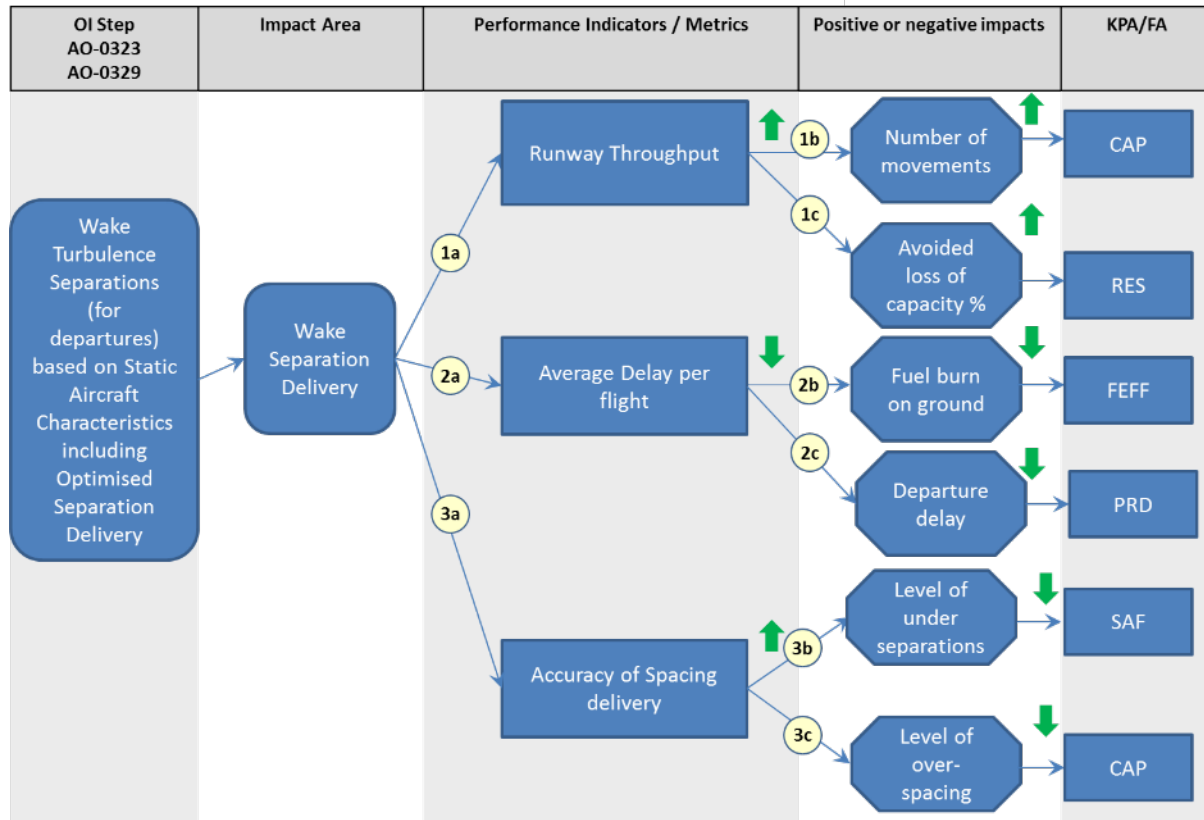 OI Step
AO-0323
AO-0329
Impact Area
Performance Indicators / Metrics
Positive or negative impacts
KPA/FA
Wake
Turbulence
Separations
(for
departures)
based on Static
Aircraft
Characteristics
including
Optimised
Separation
Delivery
Wake
Separation
Delivery
1a
2a
3a
Runway Throughput
1b
1c
Number of
movements
CAP
Avoided
loss of
capacity %
RES
Average Delay per
flight
2b
2c
Fuel burn
on ground
FEFF
Departure
delay
PRD
Accuracy of Spacing
delivery
3b
3c
Level of
under
separations
SAF
Level of
over-
spacing
CAP